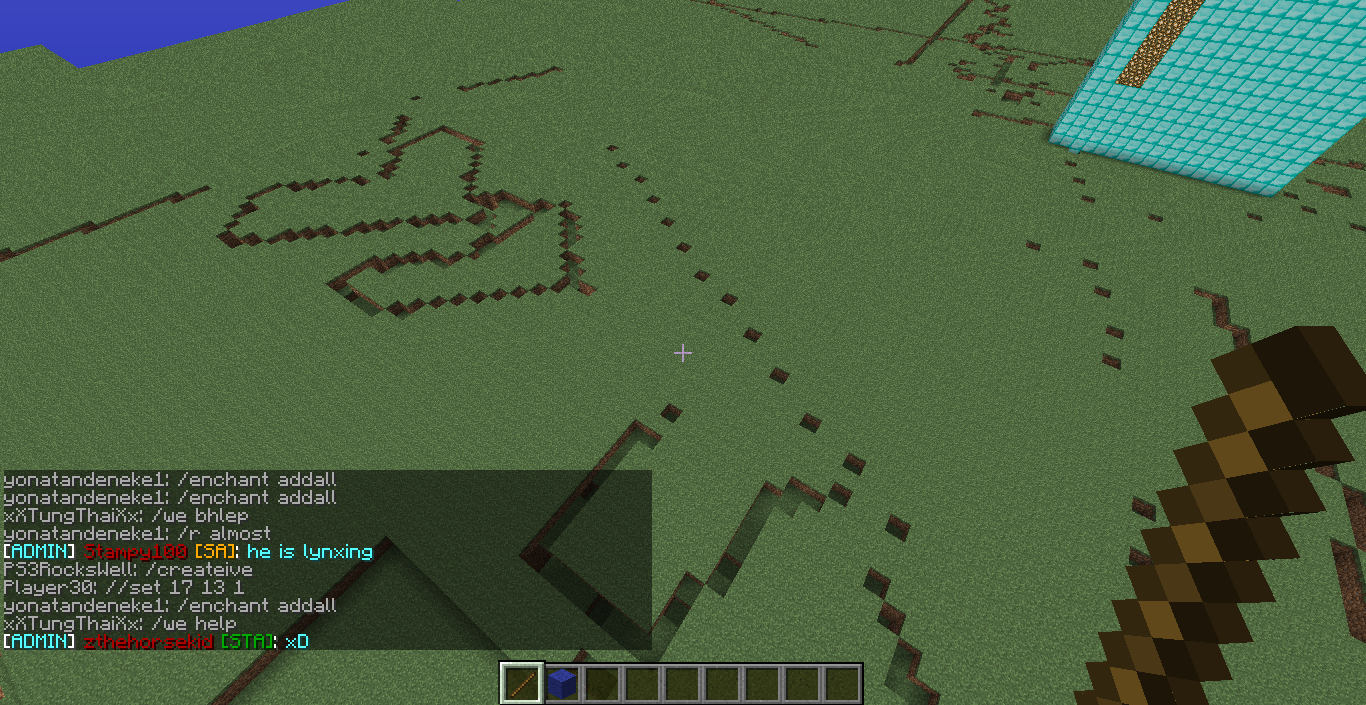 yonatandeneke1: /enchant addall
yonatandeneke1: /enchant addall
xXTungThaiXx: /we bhlep
yonatandeneke1: /r almost
[ADMIN] Stampy100 [SA]: he is lynxing
PS3RocksWell: /createive
Player30: //set 17 13 1
yonatandeneke1: /enchant addall
xXTungThaiXx: /we help
[ADMIN] zthehorsekid [STA]: xD